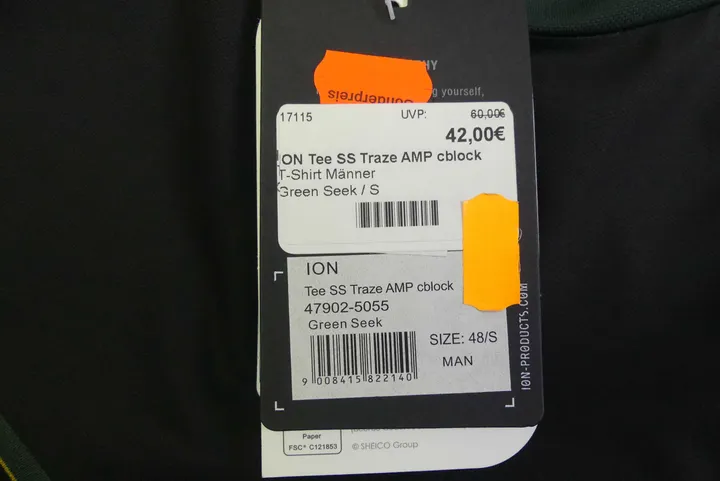 HY
g yourself,
Sonderpreis
17115 UVP: 60,00€
42,00€
ION Tee SS Traze AMP cblock
T-Shirt Männer
Green Seek / S
ION
Tee SS Traze AMP cblock
47902-5055
Green Seek
SIZE: 48/S
MAN
9 008415 822140
ION-PRODUCTS.COM
Paper
FSC® C121853
© SHEICO Group